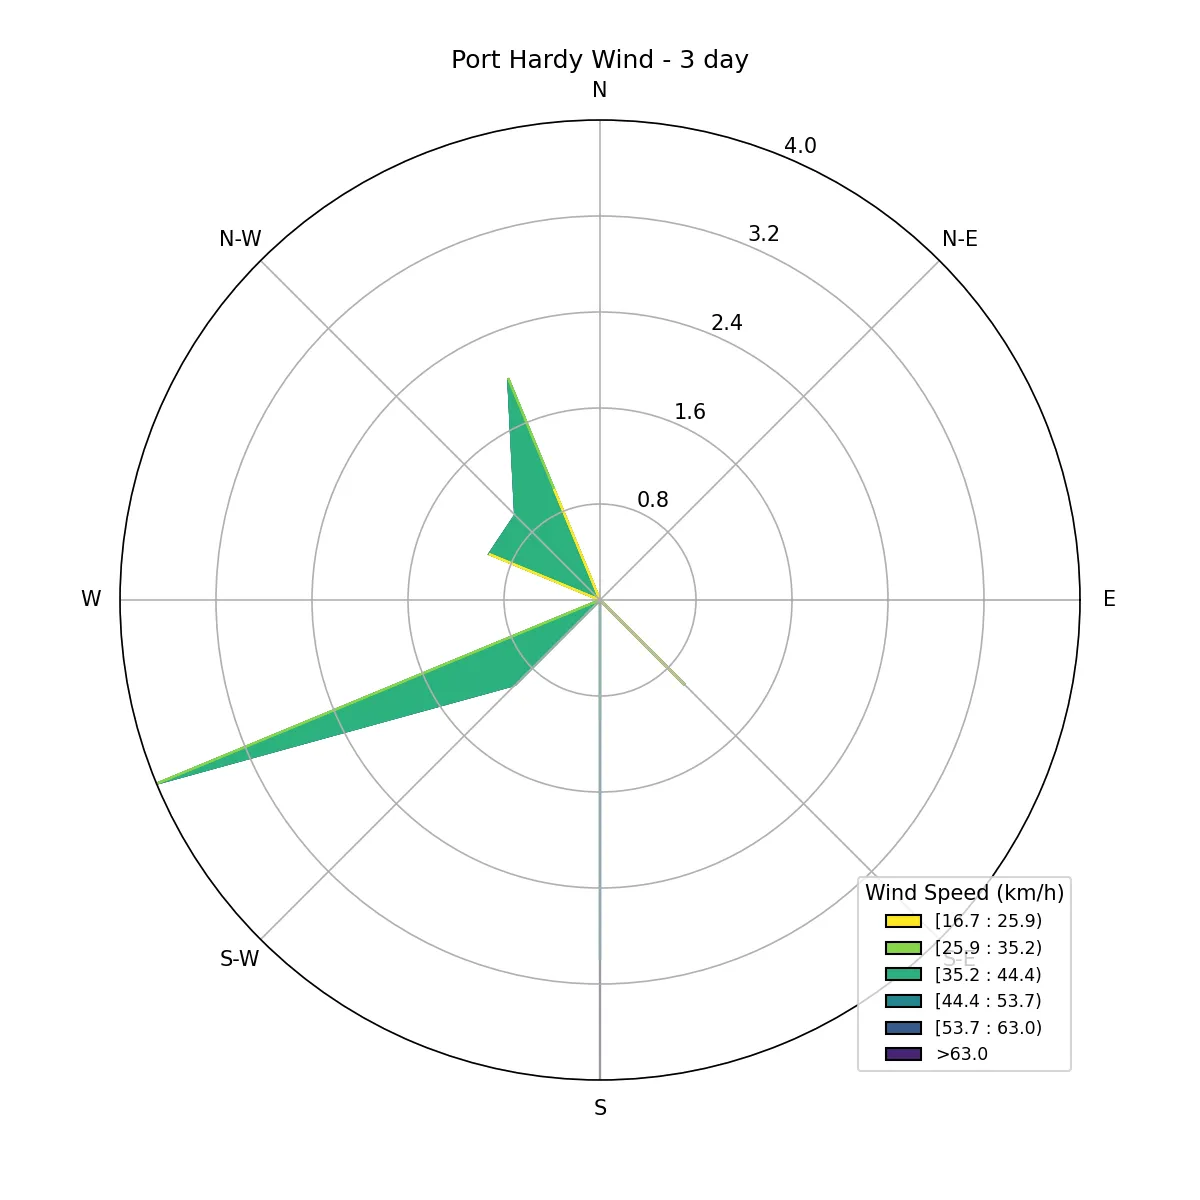 Port Hardy Wind - 3 day
N
4.0
N-W
3.2
N-E
2.4
1.6
0.8
W
E
Wind Speed (km/h)
[16.7 : 25.9)
[25.9 : 35.2)
S-W
S-E
[35.2 : 44.4)
[44.4 : 53.7)
[53.7 : 63.0)
>63.0
S